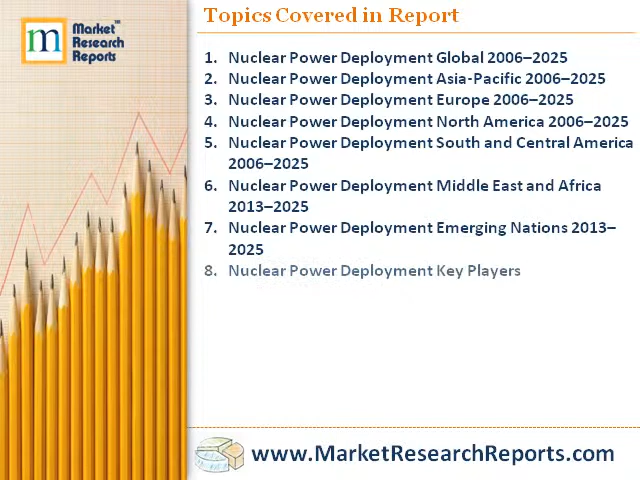 Topics Covered in Report
m
Market™
Research
Reports
1. Nuclear Power Deployment Global 2006–2025
2. Nuclear Power Deployment Asia-Pacific 2006–2025
3. Nuclear Power Deployment Europe 2006–2025
4. Nuclear Power Deployment North America 2006–2025
5. Nuclear Power Deployment South and Central America
2006–2025
6. Nuclear Power Deployment Middle East and Africa
2013–2025
7. Nuclear Power Deployment Emerging Nations 2013–
2025
8. Nuclear Power Deployment Key Players
www.MarketResearchReports.com